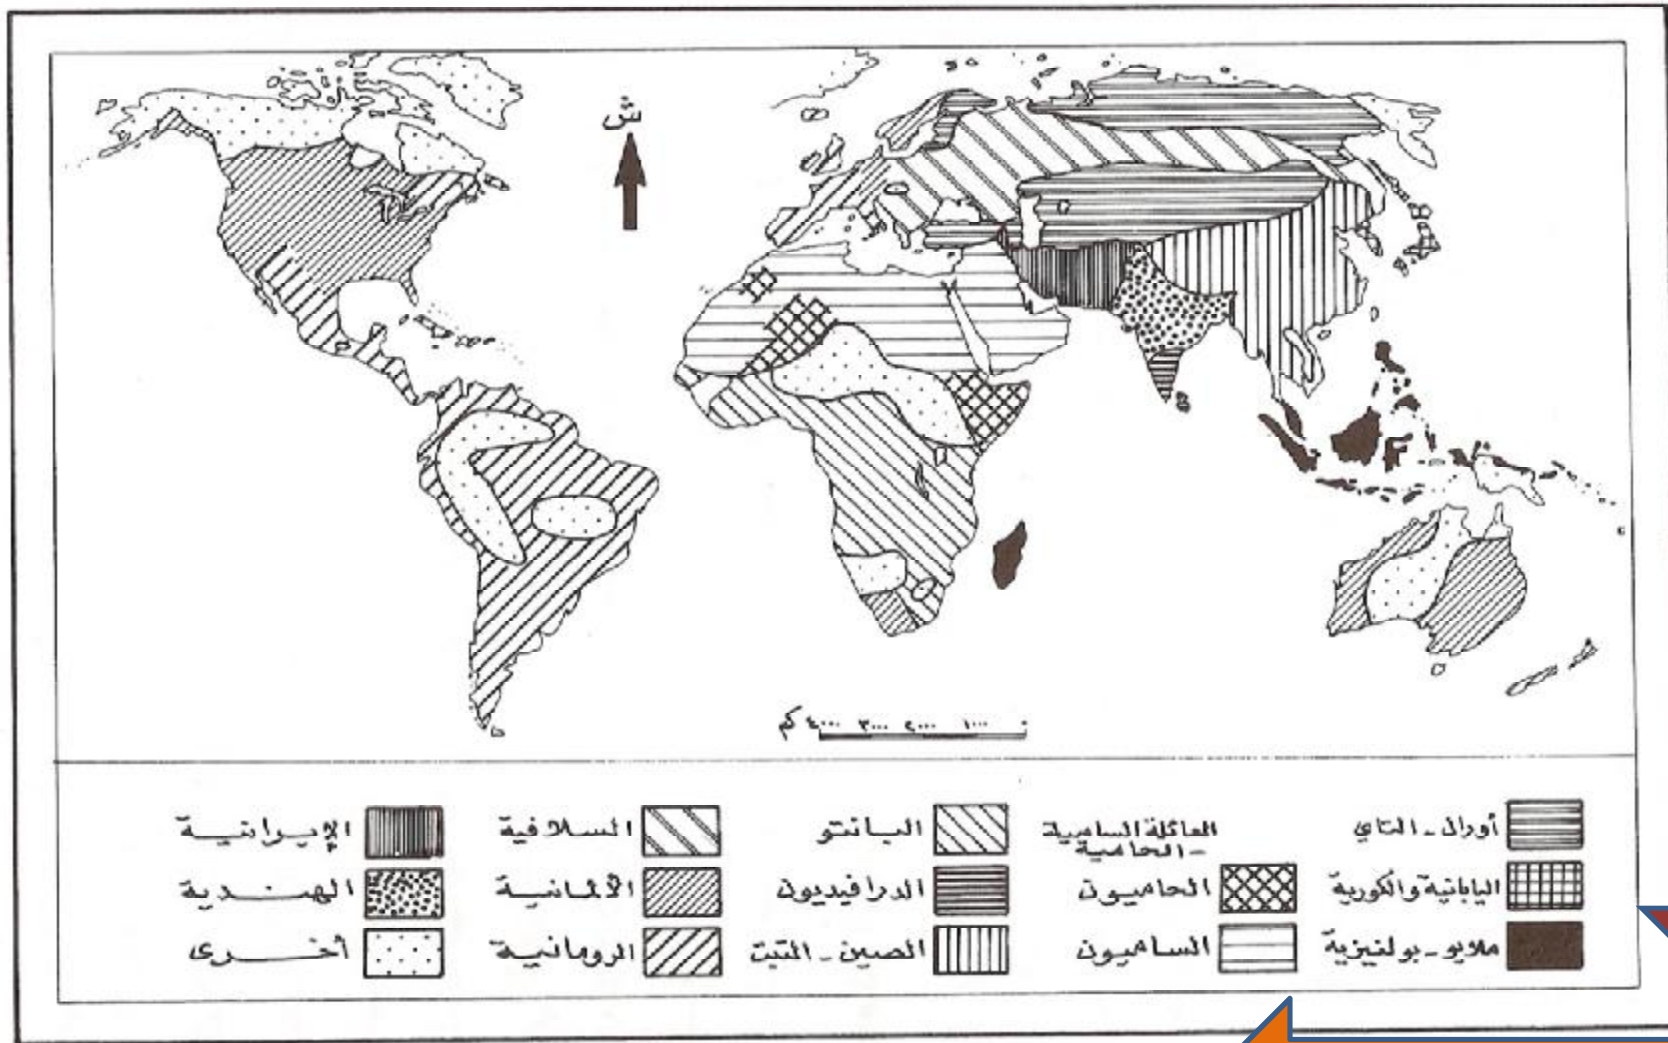 ش
٤٠٠٠ كم ٣٠٠٠ ٢٠٠٠ ١٠٠٠ ٠
أورال - التاي
العائلة السامية
- الحامية
البانتو
السلافية
الإيرانية
اليابانية والكورية
الحاميون
الدرافيديون
الألمانية
الهندية
ملايو - بولنيزية
الساميون
الصين - التبت
الرومانية
أخرى